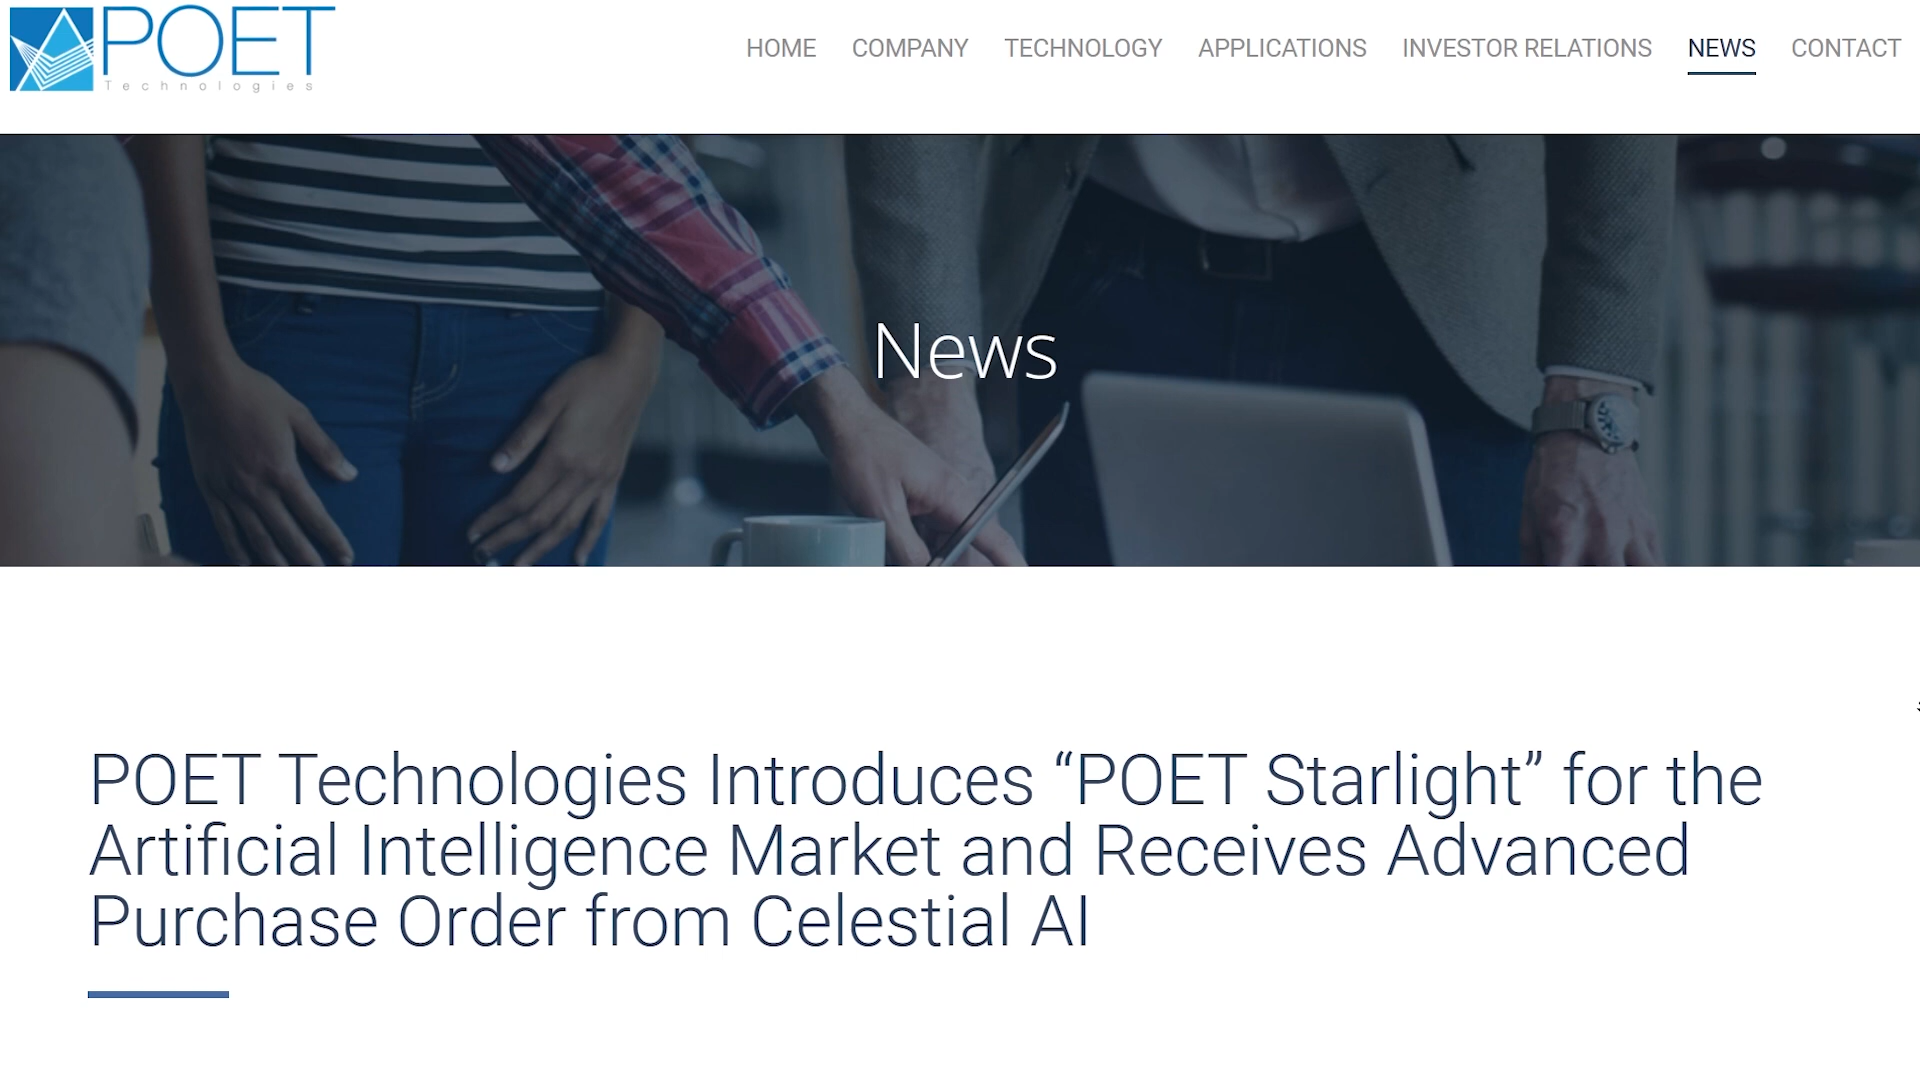 POET
Technologies
HOME COMPANY TECHNOLOGY APPLICATIONS INVESTOR RELATIONS NEWS CONTACT
News
POET Technologies Introduces “POET Starlight” for the
Artificial Intelligence Market and Receives Advanced
Purchase Order from Celestial AI